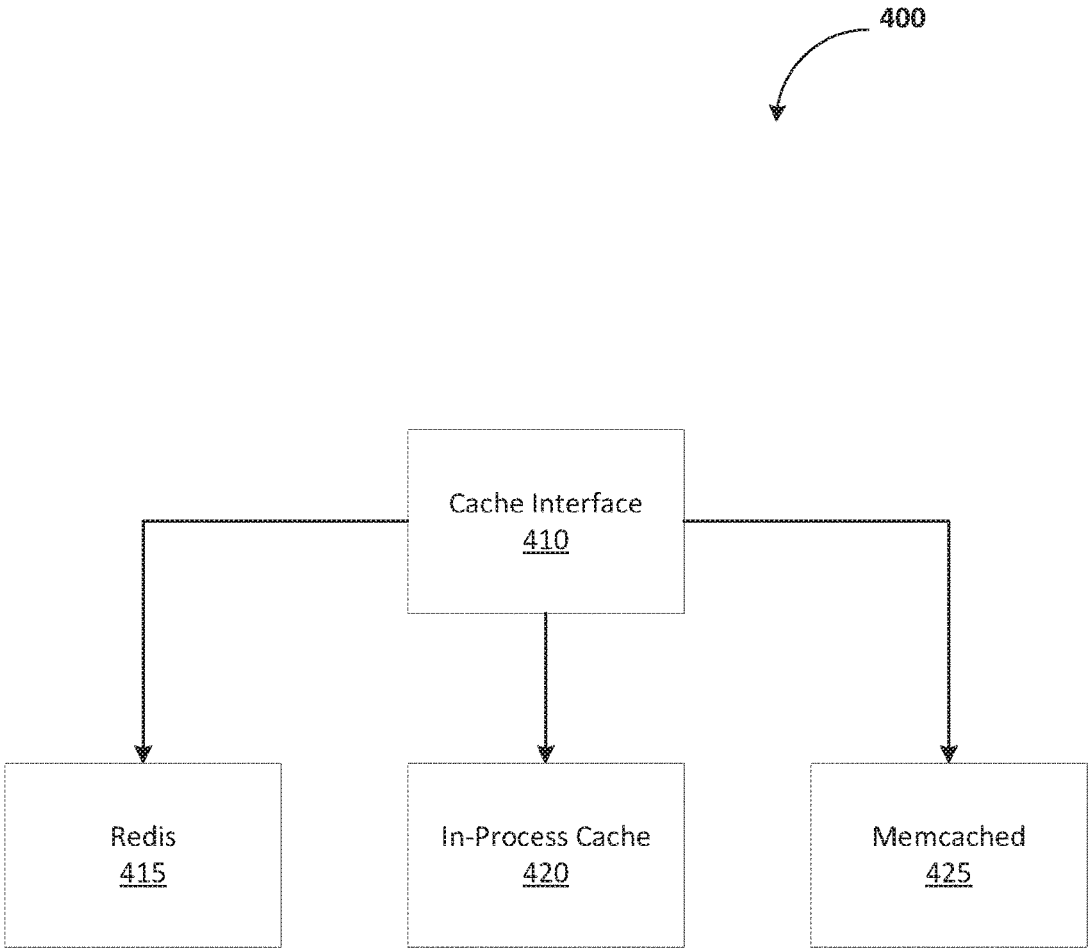 400
Cache Interface
410
Redis
415
In-Process Cache
420
Memcached
425